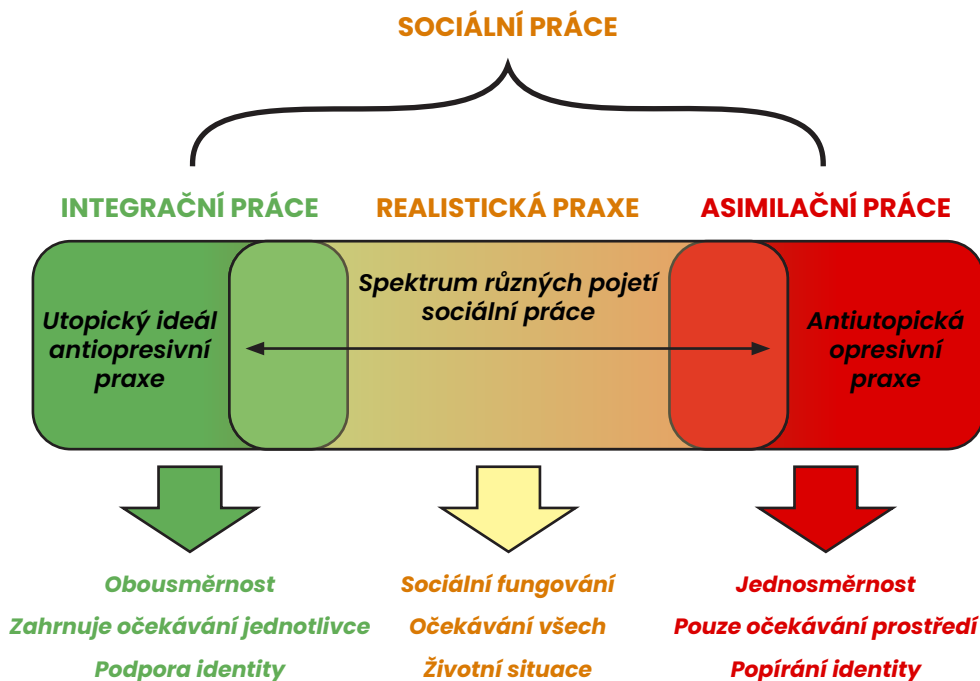 SOCIÁLNÍ PRÁCE
INTEGRAČNÍ PRÁCE
REALISTICKÁ PRAXE
ASIMILAČNÍ PRÁCE
Utopický ideál
antiopresivní
praxe
Spektrum různých pojetí
sociální práce
Antiutopická
opresivní
praxe
Obousměrnost
Zahrnuje očekávání jednotlivce
Podpora identity
Sociální fungování
Očekávání všech
Životní situace
Jednosměrnost
Pouze očekávání prostředí
Popírání identity